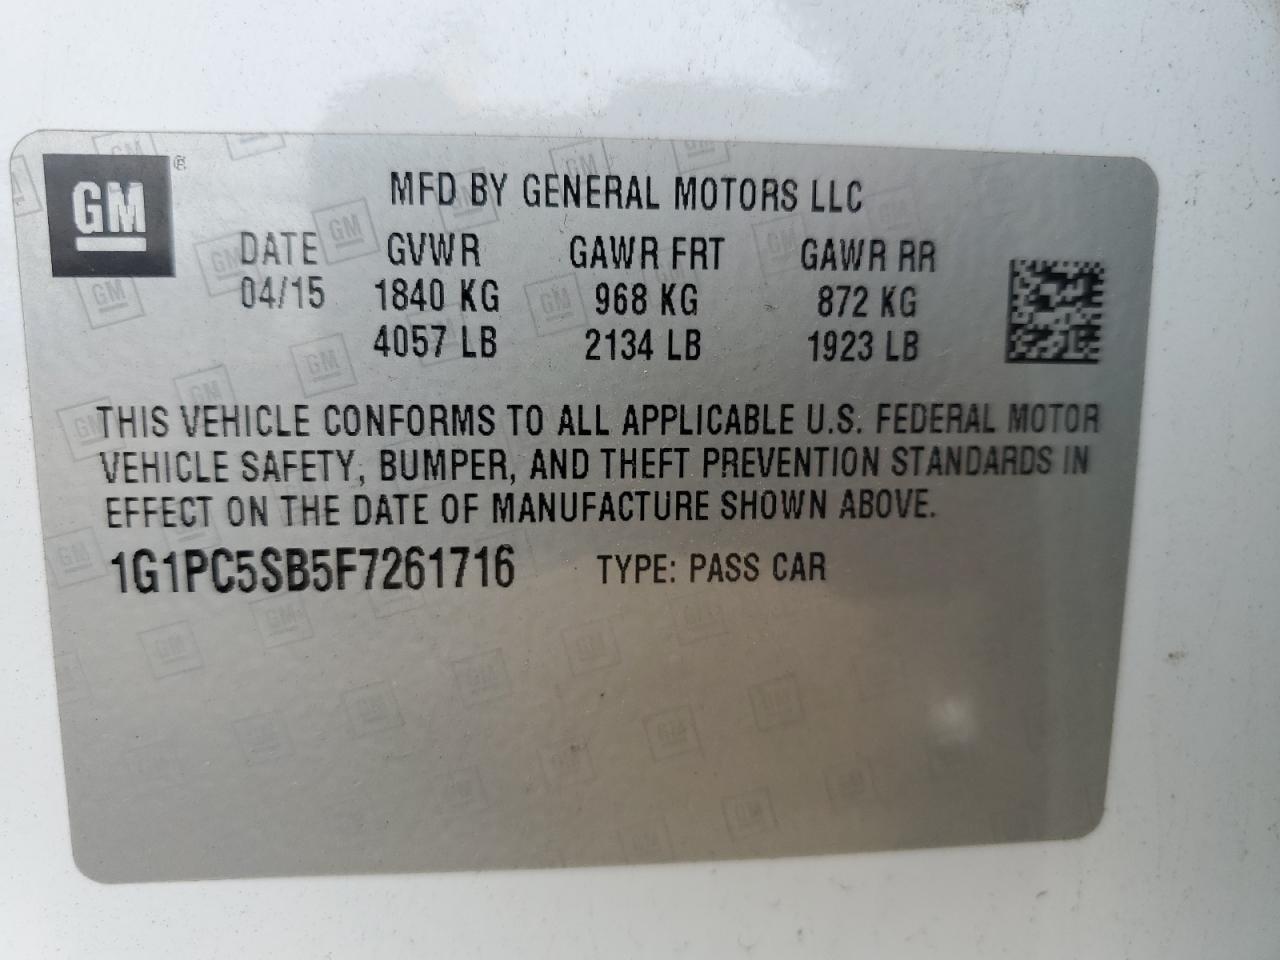 GM ®
MFD BY GENERAL MOTORS LLC
DATE GVWR GAWR FRT GAWR RR
04/15 1840 KG 968 KG 872 KG
4057 LB 2134 LB 1923 LB
THIS VEHICLE CONFORMS TO ALL APPLICABLE U.S. FEDERAL MOTOR
VEHICLE SAFETY, BUMPER, AND THEFT PREVENTION STANDARDS IN
EFFECT ON THE DATE OF MANUFACTURE SHOWN ABOVE.
1G1PC5SB5F7261716 TYPE: PASS CAR